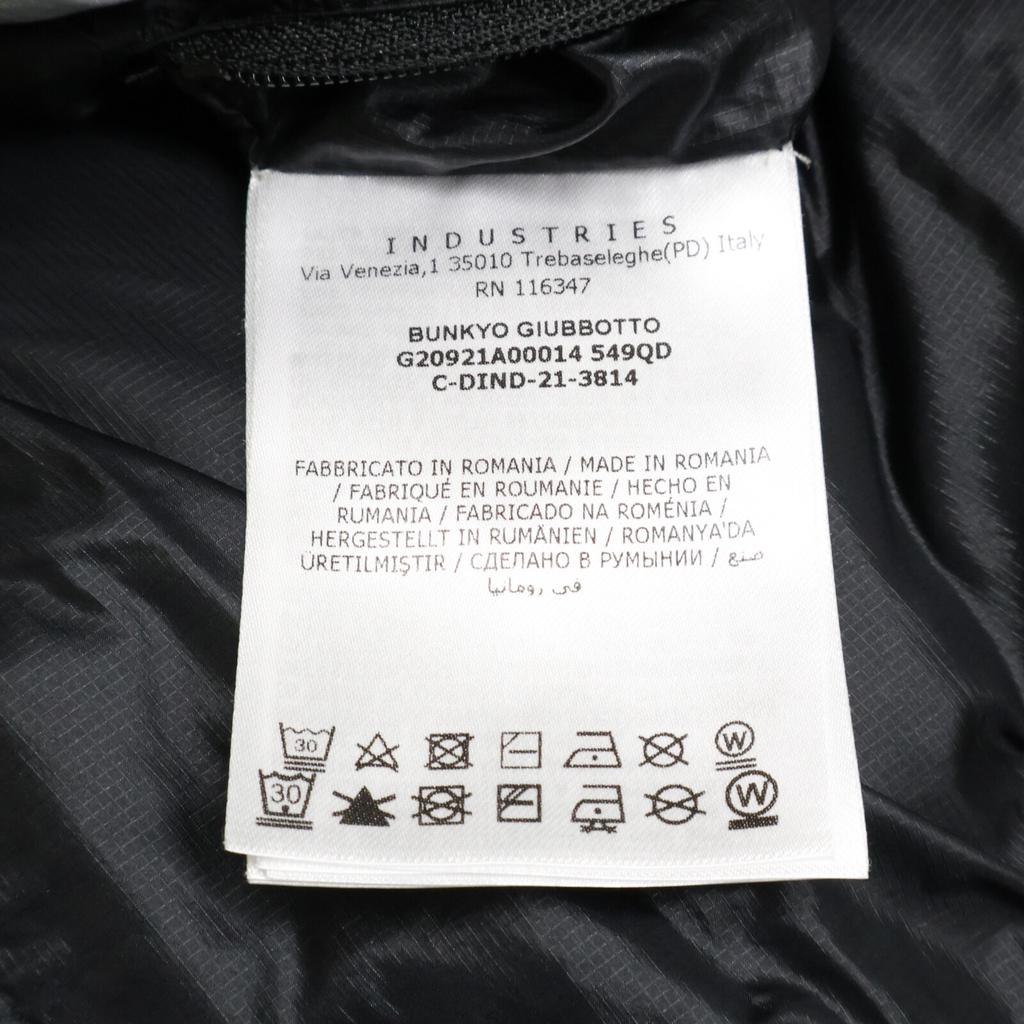 INDUSTRIES
Via Venezia,1 35010 Trebaseleghe(PD) Italy
RN 116347
BUNKYO GIUBBOTTO
G20921A00014 549QD
C-DIND-21-3814
FABBRICATO IN ROMANIA / MADE IN ROMANIA
/ FABRIQUÉ EN ROUMANIE / HECHO EN
RUMANIA / FABRICADO NA ROMÉNIA /
HERGESTELLT IN RUMÄNIEN / ROMANYA'DA
ÜRETILMIŞTIR / СДЕЛАНО В РУМЫНИИ / صنع
في رومانيا
30 W
30 W